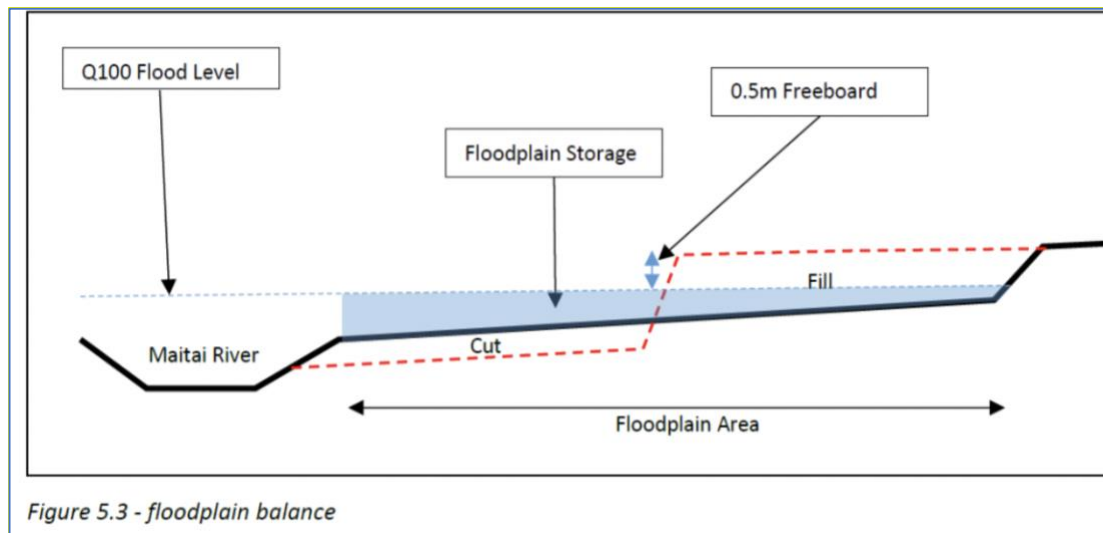 Q100 Flood Level
0.5m Freeboard
Floodplain Storage
Fill
Maitai River
Cut
Floodplain Area
Figure 5.3 - floodplain balance